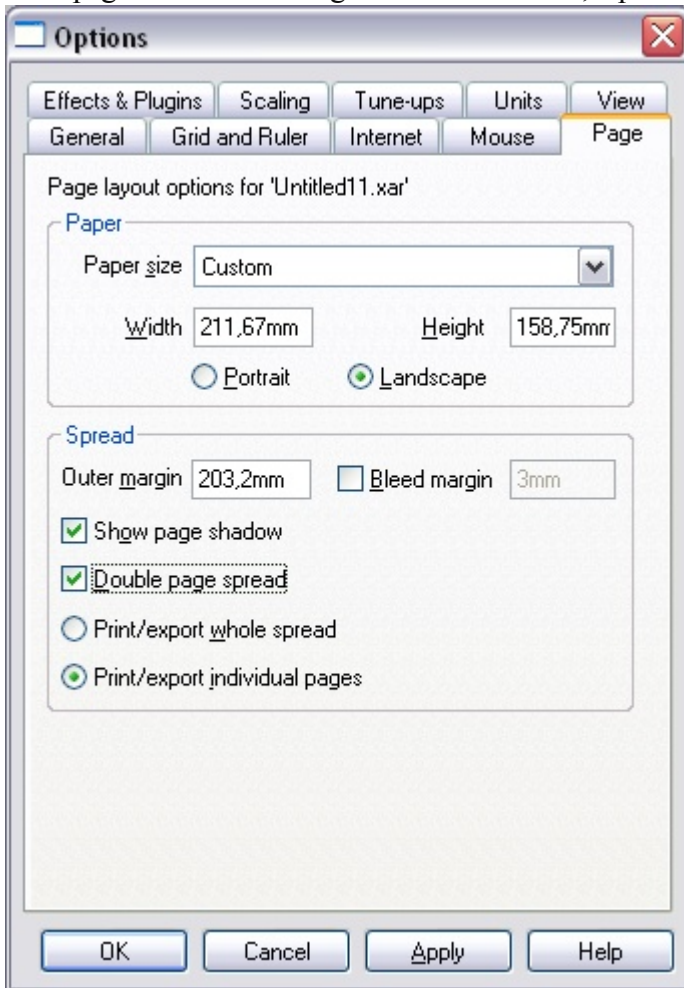 Options
Effects & Plugins Scaling Tune-ups Units View
General Grid and Ruler Internet Mouse Page
Page layout options for 'Untitled11.xar'
Paper
Paper size Custom
Width 211,67mm Height 158,75mm
Portrait Landscape
Spread
Outer margin 203,2mm Bleed margin 3mm
Show page shadow
Double page spread
Print/export whole spread
Print/export individual pages
OK Cancel Apply Help